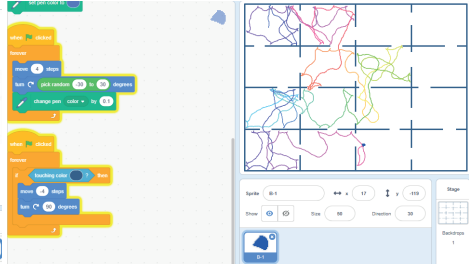 set pen color to
when clicked
forever
move 4 steps
turn pick random -30 to 30 degrees
change pen color by 0.1
when clicked
forever
if touching color ? then
move -4 steps
turn 90 degrees
Sprite B-1 x 17 y -113
Show Size 50 Direction 30
B-1
Stage
Backdrops
1